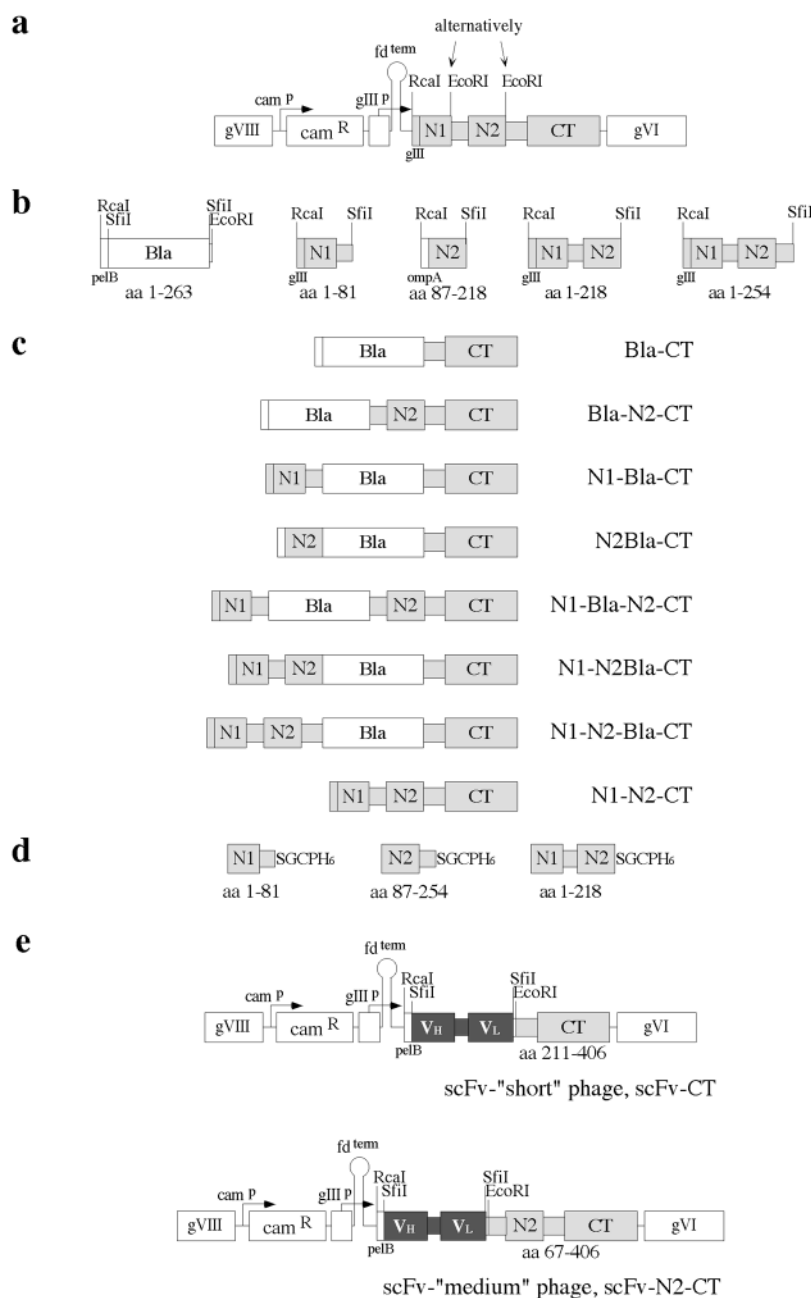 a
alternatively
fd term
RcaI EcoRI EcoRI
cam P gIII P
gVIII cam R N1 N2 CT gVI
gIII
b
RcaI SfiI SfiI EcoRI RcaI SfiI RcaI SfiI RcaI SfiI RcaI SfiI
Bla N1 N2 N1 N2 N1 N2
pelB gIII ompA gIII gIII
aa 1-263 aa 1-81 aa 87-218 aa 1-218 aa 1-254
c
Bla CT Bla-CT
Bla N2 CT Bla-N2-CT
N1 Bla CT N1-Bla-CT
N2 Bla CT N2Bla-CT
N1 Bla N2 CT N1-Bla-N2-CT
N1 N2 Bla CT N1-N2Bla-CT
N1 N2 Bla CT N1-N2-Bla-CT
N1 N2 CT N1-N2-CT
d
N1 SGCPH6 N2 SGCPH6 N1 N2 SGCPH6
aa 1-81 aa 87-254 aa 1-218
e
fd term
RcaI SfiI
SfiI EcoRI
cam P gIII P
gVIII cam R VH VL CT gVI
pelB aa 211-406
scFv-"short" phage, scFv-CT
fd term
RcaI SfiI
SfiI EcoRI
cam P gIII P
gVIII cam R VH VL N2 CT gVI
pelB aa 67-406
scFv-"medium" phage, scFv-N2-CT